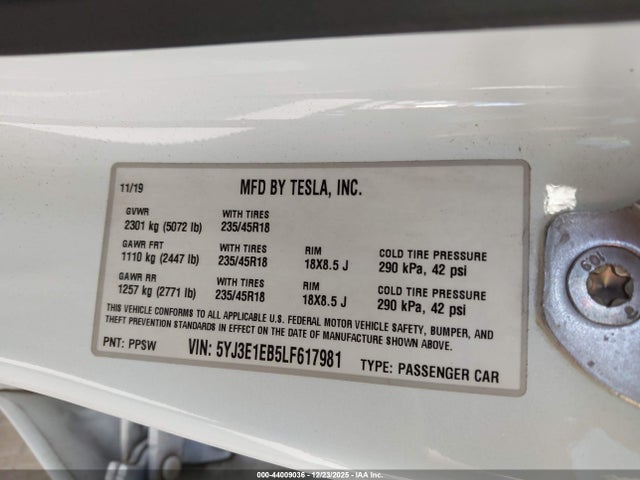 11/19 MFD BY TESLA, INC.
GVWR WITH TIRES
2301 kg (5072 lb) 235/45R18
GAWR FRT WITH TIRES RIM COLD TIRE PRESSURE
1110 kg (2447 lb) 235/45R18 18X8.5 J 290 kPa, 42 psi
GAWR RR WITH TIRES RIM COLD TIRE PRESSURE
1257 kg (2771 lb) 235/45R18 18X8.5 J 290 kPa, 42 psi
THIS VEHICLE CONFORMS TO ALL APPLICABLE U.S. FEDERAL MOTOR VEHICLE SAFETY, BUMPER, AND
THEFT PREVENTION STANDARDS IN EFFECT ON THE DATE OF MANUFACTURE SHOWN ABOVE.
PNT: PPSW VIN: 5YJ3E1EB5LF617981 TYPE: PASSENGER CAR
000-44009036 - 12/23/2025 - IAA Inc.